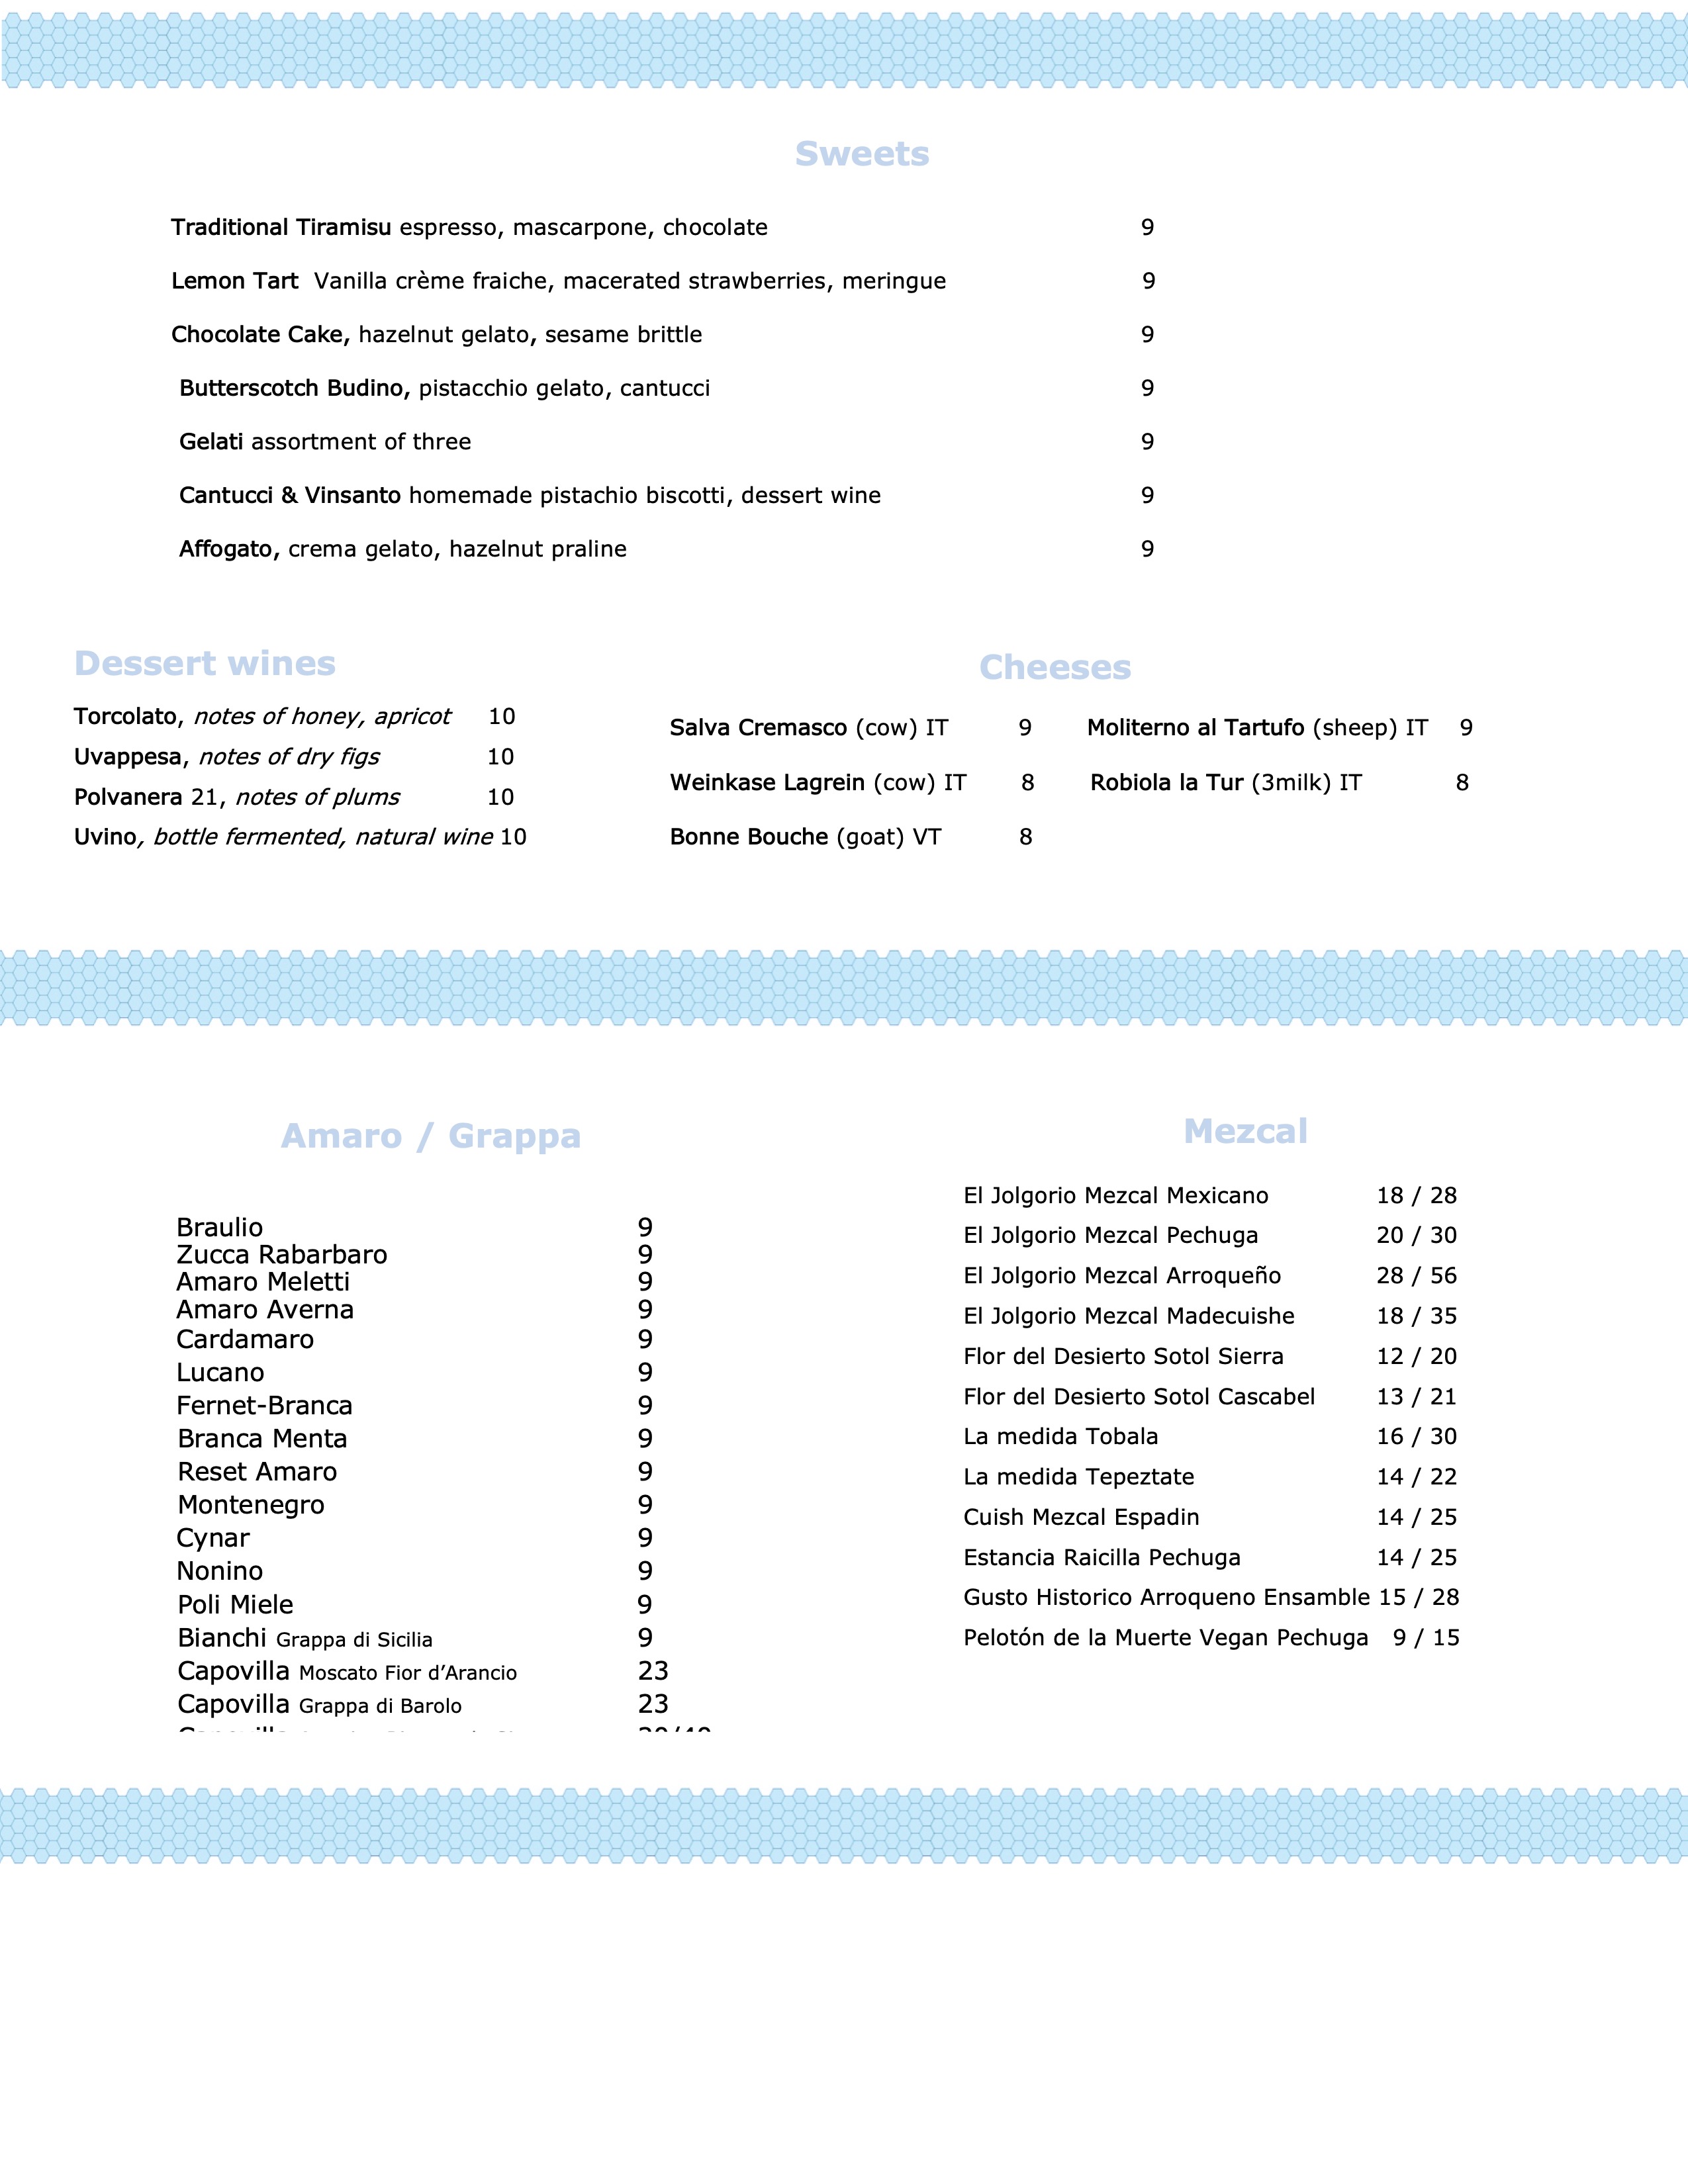 Sweets
Traditional Tiramisu espresso, mascarpone, chocolate 9
Lemon Tart Vanilla crème fraiche, macerated strawberries, meringue 9
Chocolate Cake, hazelnut gelato, sesame brittle 9
Butterscotch Budino, pistacchio gelato, cantucci 9
Gelati assortment of three 9
Cantucci & Vinsanto homemade pistachio biscotti, dessert wine 9
Affogato, crema gelato, hazelnut praline 9
Dessert wines
Torcolato, notes of honey, apricot 10
Uvappesa, notes of dry figs 10
Polvanera 21, notes of plums 10
Uvino, bottle fermented, natural wine 10
Cheeses
Salva Cremasco (cow) IT 9 Moliterno al Tartufo (sheep) IT 9
Weinkase Lagrein (cow) IT 8 Robiola la Tur (3milk) IT 8
Bonne Bouche (goat) VT 8
Amaro / Grappa
Braulio 9
Zucca Rabarbaro 9
Amaro Meletti 9
Amaro Averna 9
Cardamaro 9
Lucano 9
Fernet-Branca 9
Branca Menta 9
Reset Amaro 9
Montenegro 9
Cynar 9
Nonino 9
Poli Miele 9
Bianchi Grappa di Sicilia 9
Capovilla Moscato Fior d’Arancio 23
Capovilla Grappa di Barolo 23
Capovilla
Mezcal
El Jolgorio Mezcal Mexicano 18 / 28
El Jolgorio Mezcal Pechuga 20 / 30
El Jolgorio Mezcal Arroqueño 28 / 56
El Jolgorio Mezcal Madecuishe 18 / 35
Flor del Desierto Sotol Sierra 12 / 20
Flor del Desierto Sotol Cascabel 13 / 21
La medida Tobala 16 / 30
La medida Tepeztate 14 / 22
Cuish Mezcal Espadin 14 / 25
Estancia Raicilla Pechuga 14 / 25
Gusto Historico Arroqueno Ensamble 15 / 28
Pelotón de la Muerte Vegan Pechuga 9 / 15